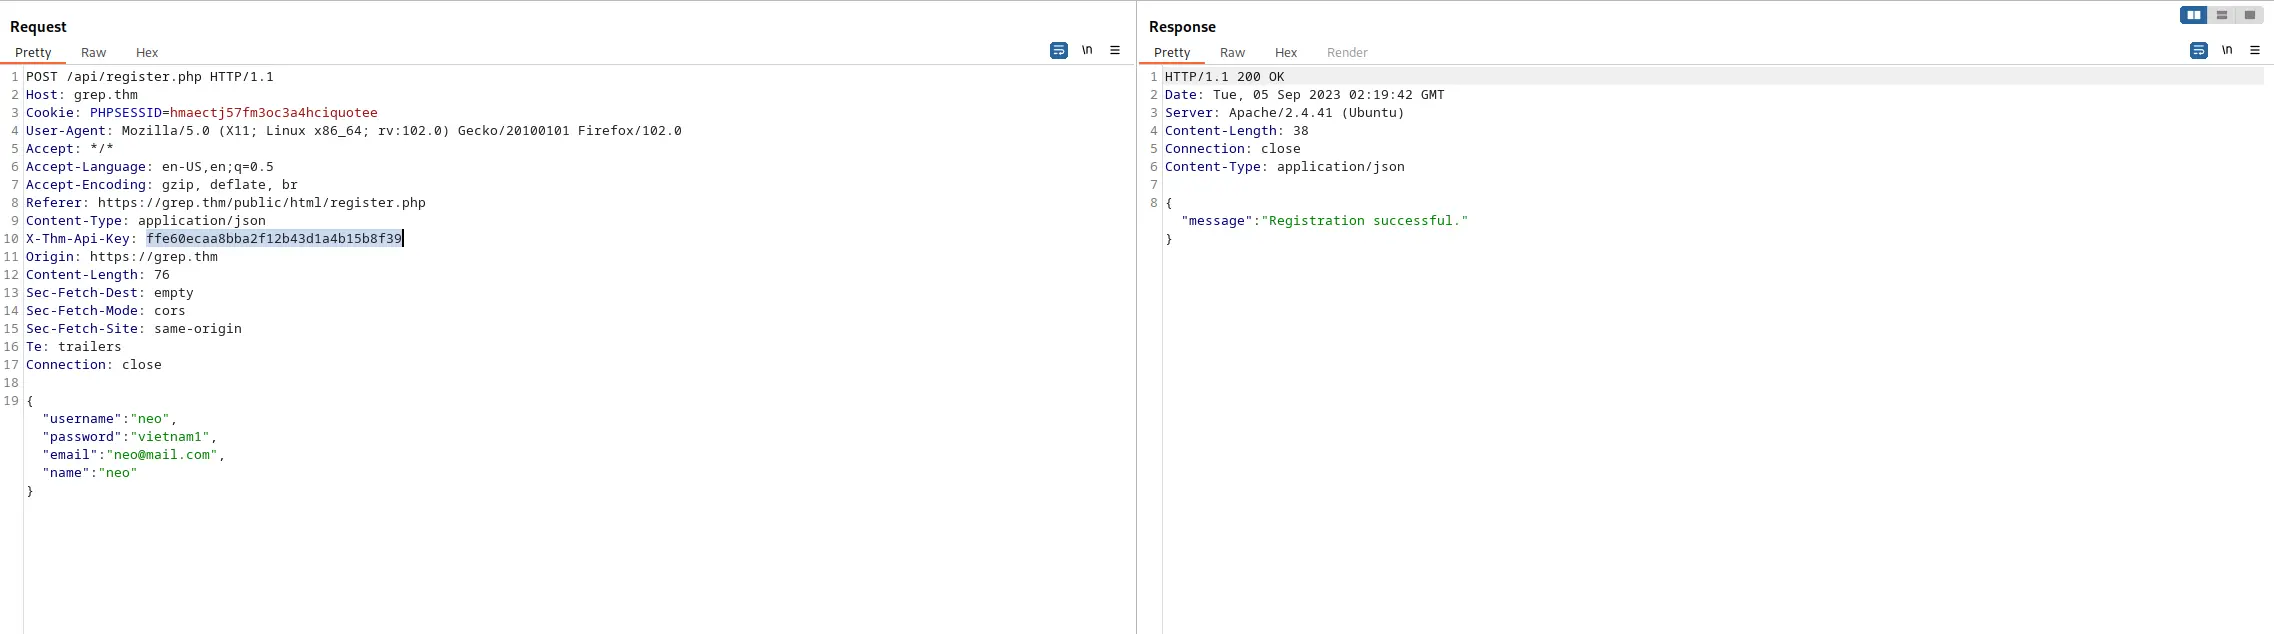 Request
Pretty Raw Hex
\n
1 POST /api/register.php HTTP/1.1
2 Host: grep.thm
3 Cookie: PHPSESSID=hmaectj57fm3oc3a4hciquotee
4 User-Agent: Mozilla/5.0 (X11; Linux x86_64; rv:102.0) Gecko/20100101 Firefox/102.0
5 Accept: */*
6 Accept-Language: en-US,en;q=0.5
7 Accept-Encoding: gzip, deflate, br
8 Referer: https://grep.thm/public/html/register.php
9 Content-Type: application/json
10 X-Thm-Api-Key: ffe60ecaa8bba2f12b43d1a4b15b8f39
11 Origin: https://grep.thm
12 Content-Length: 76
13 Sec-Fetch-Dest: empty
14 Sec-Fetch-Mode: cors
15 Sec-Fetch-Site: same-origin
16 Te: trailers
17 Connection: close
18
19 {
"username":"neo",
"password":"vietnam1",
"email":"neo@mail.com",
"name":"neo"
}
Response
Pretty Raw Hex Render
\n
1 HTTP/1.1 200 OK
2 Date: Tue, 05 Sep 2023 02:19:42 GMT
3 Server: Apache/2.4.41 (Ubuntu)
4 Content-Length: 38
5 Connection: close
6 Content-Type: application/json
7
8 {
"message":"Registration successful."
}